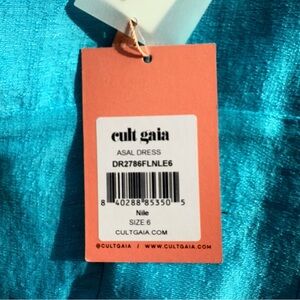 cult gaia
ASAL DRESS
DR2786FLNLE6
8 40288 85350 5
Nile
SIZE:6
CULTGAIA.COM
@CULTGAIA / WWW.CULTGAIA.COM